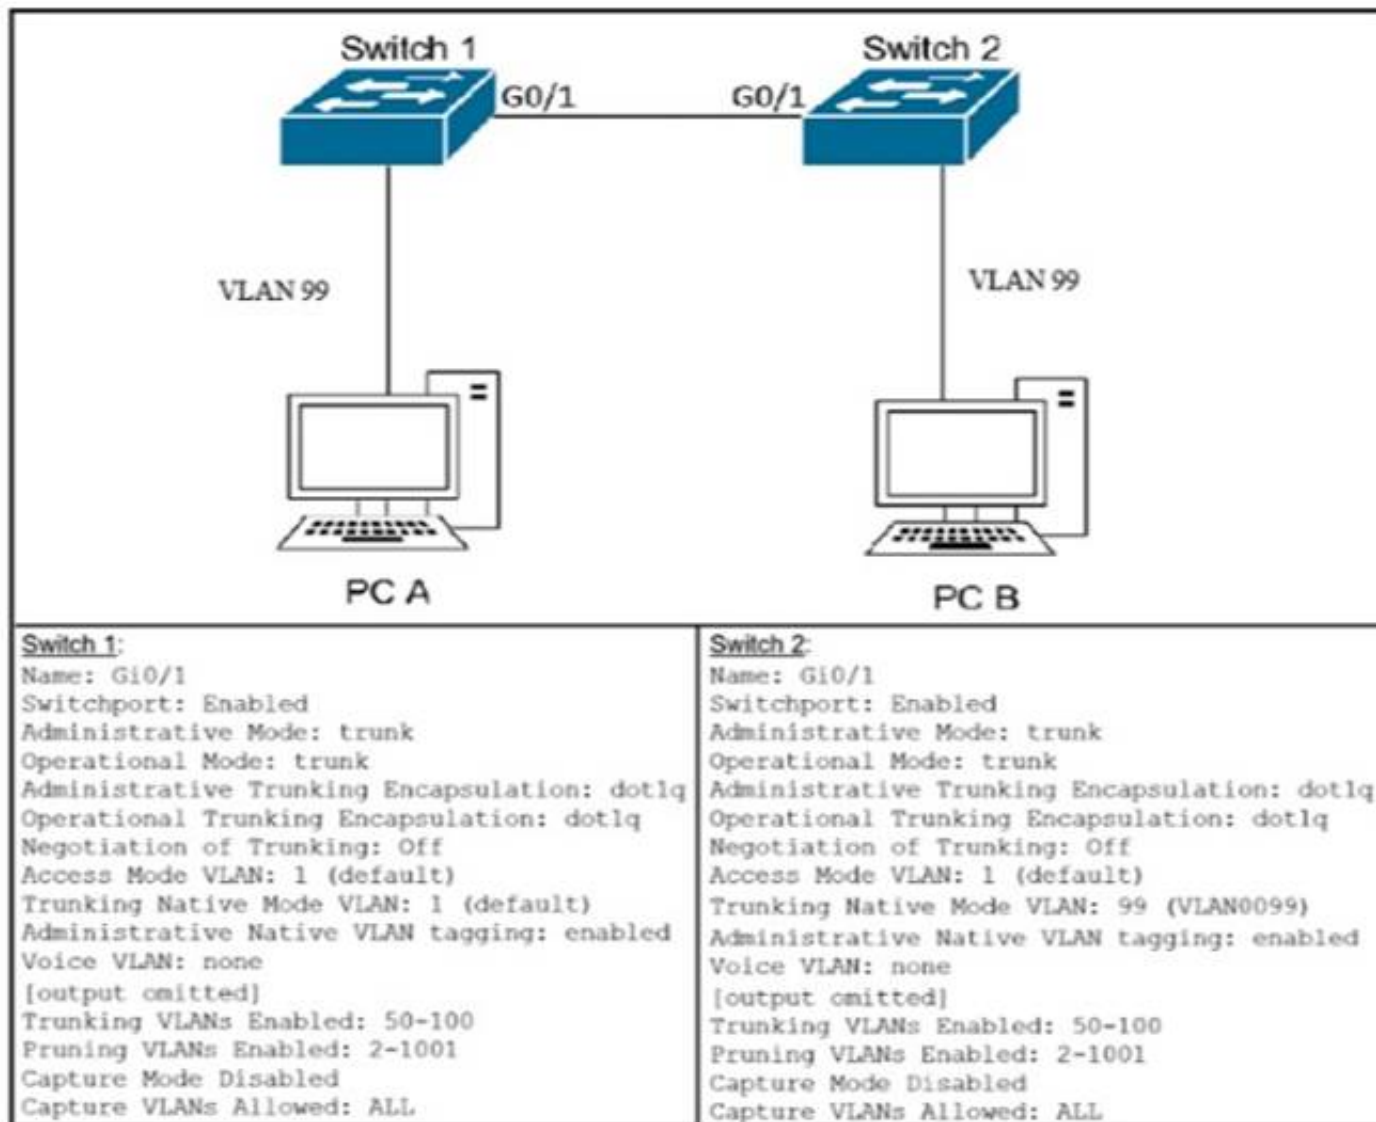 Switch 1
Switch 2
G0/1
G0/1
VLAN 99
VLAN 99
PC A
PC B
Switch 1:
Name: Gi0/1
Switchport: Enabled
Administrative Mode: trunk
Operational Mode: trunk
Administrative Trunking Encapsulation: dot1q
Operational Trunking Encapsulation: dot1q
Negotiation of Trunking: Off
Access Mode VLAN: 1 (default)
Trunking Native Mode VLAN: 1 (default)
Administrative Native VLAN tagging: enabled
Voice VLAN: none
[output omitted]
Trunking VLANs Enabled: 50-100
Pruning VLANs Enabled: 2-1001
Capture Mode Disabled
Capture VLANs Allowed: ALL
Switch 2:
Name: Gi0/1
Switchport: Enabled
Administrative Mode: trunk
Operational Mode: trunk
Administrative Trunking Encapsulation: dot1q
Operational Trunking Encapsulation: dot1q
Negotiation of Trunking: Off
Access Mode VLAN: 1 (default)
Trunking Native Mode VLAN: 99 (VLAN0099)
Administrative Native VLAN tagging: enabled
Voice VLAN: none
[output omitted]
Trunking VLANs Enabled: 50-100
Pruning VLANs Enabled: 2-1001
Capture Mode Disabled
Capture VLANs Allowed: ALL